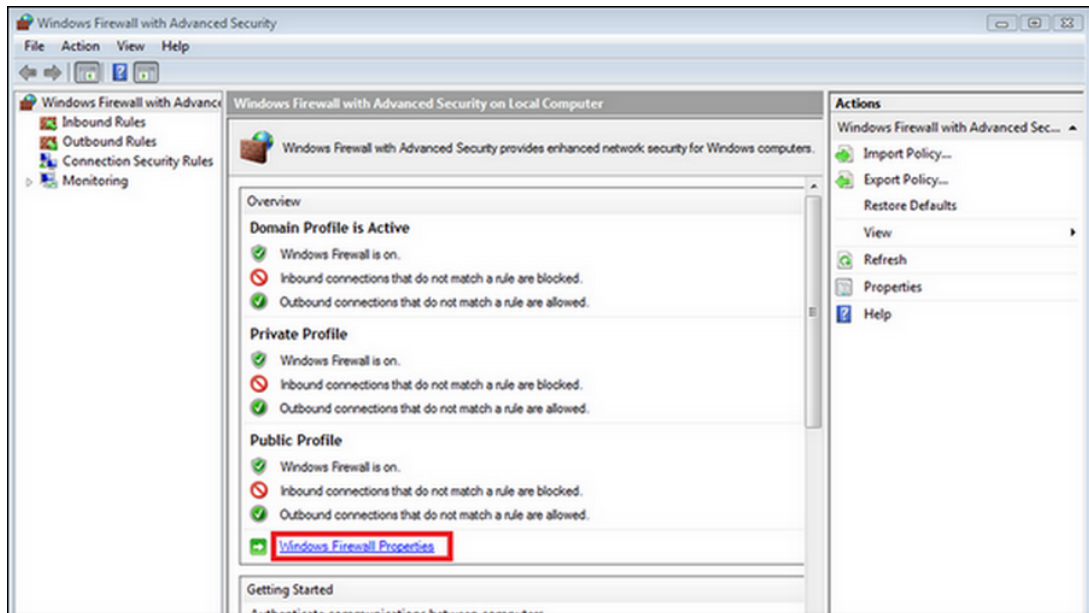 Windows Firewall with Advanced Security
File Action View Help
Windows Firewall with Advance
Inbound Rules
Outbound Rules
Connection Security Rules
Monitoring
Windows Firewall with Advanced Security on Local Computer
Windows Firewall with Advanced Security provides enhanced network security for Windows computers.
Overview
Domain Profile is Active
Windows Firewall is on.
Inbound connections that do not match a rule are blocked.
Outbound connections that do not match a rule are allowed.
Private Profile
Windows Firewall is on.
Inbound connections that do not match a rule are blocked.
Outbound connections that do not match a rule are allowed.
Public Profile
Windows Firewall is on.
Inbound connections that do not match a rule are blocked.
Outbound connections that do not match a rule are allowed.
Windows Firewall Properties
Getting Started
Authenticate communications between computers
Actions
Windows Firewall with Advanced Sec...
Import Policy...
Export Policy...
Restore Defaults
View
Refresh
Properties
Help